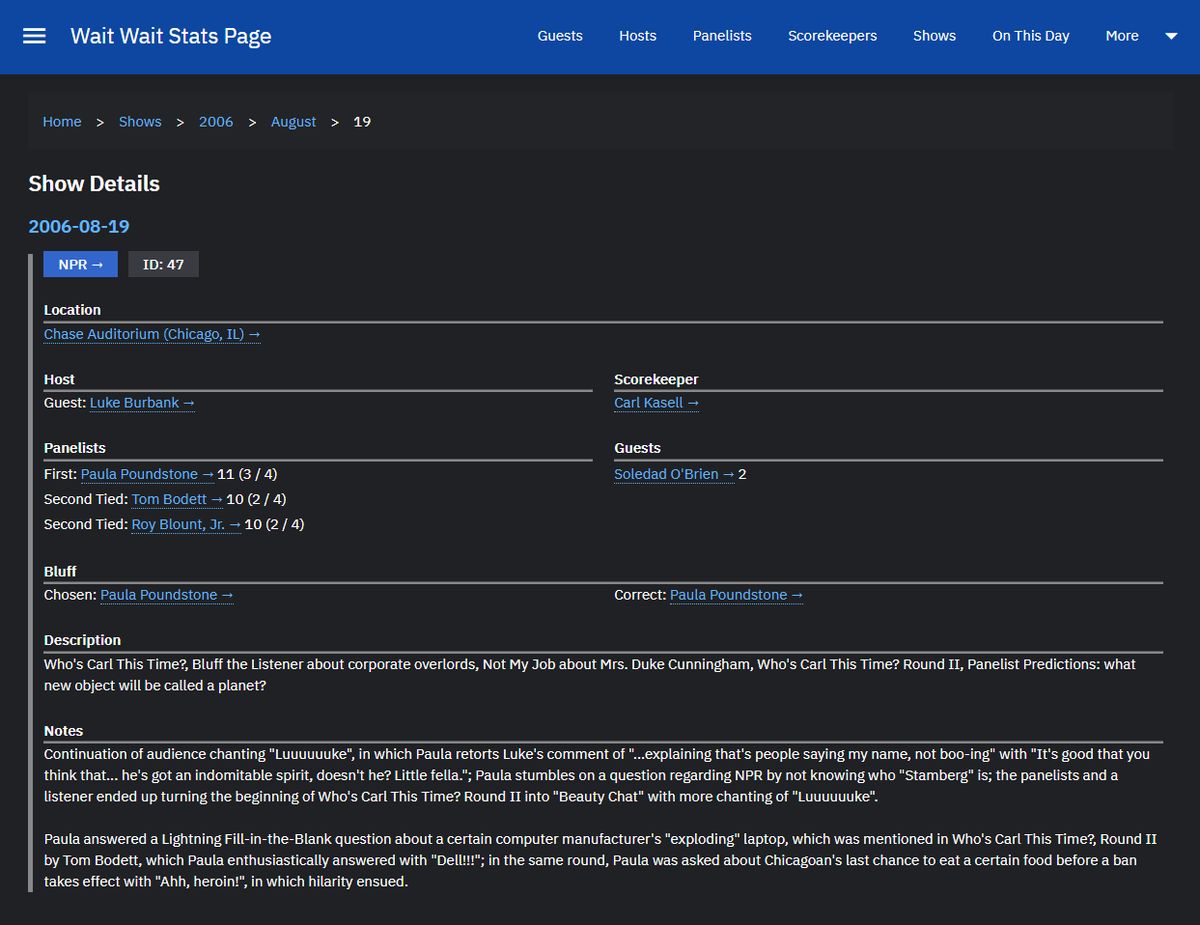 Wait Wait Stats Page
Guests
Hosts
Panelists
Scorekeepers
Shows
On This Day
More
Home > Shows > 2006 > August > 19
Show Details
2006-08-19
NPR →
ID: 47
Location
Chase Auditorium (Chicago, IL) →
Host
Guest: Luke Burbank →
Scorekeeper
Carl Kasell →
Panelists
First: Paula Poundstone → 11 (3 / 4)
Second Tied: Tom Bodett → 10 (2 / 4)
Second Tied: Roy Blount, Jr. → 10 (2 / 4)
Guests
Soledad O'Brien → 2
Bluff
Chosen: Paula Poundstone →
Correct: Paula Poundstone →
Description
Who's Carl This Time?, Bluff the Listener about corporate overlords, Not My Job about Mrs. Duke Cunningham, Who's Carl This Time? Round II, Panelist Predictions: what
new object will be called a planet?
Notes
Continuation of audience chanting "Luuuuuuke", in which Paula retorts Luke's comment of "...explaining that's people saying my name, not boo-ing" with "It's good that you
think that... he's got an indomitable spirit, doesn't he? Little fella."; Paula stumbles on a question regarding NPR by not knowing who "Stamberg" is; the panelists and a
listener ended up turning the beginning of Who's Carl This Time? Round II into "Beauty Chat" with more chanting of "Luuuuuuke".
Paula answered a Lightning Fill-in-the-Blank question about a certain computer manufacturer's "exploding" laptop, which was mentioned in Who's Carl This Time?, Round II
by Tom Bodett, which Paula enthusiastically answered with "Dell!!!"; in the same round, Paula was asked about Chicagoan's last chance to eat a certain food before a ban
takes effect with "Ahh, heroin!", in which hilarity ensued.